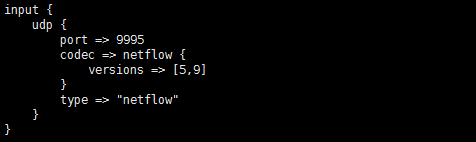 input {
    udp {
        port => 9995
        codec => netflow {
            versions => [5,9]
        }
        type => "netflow"
    }
}